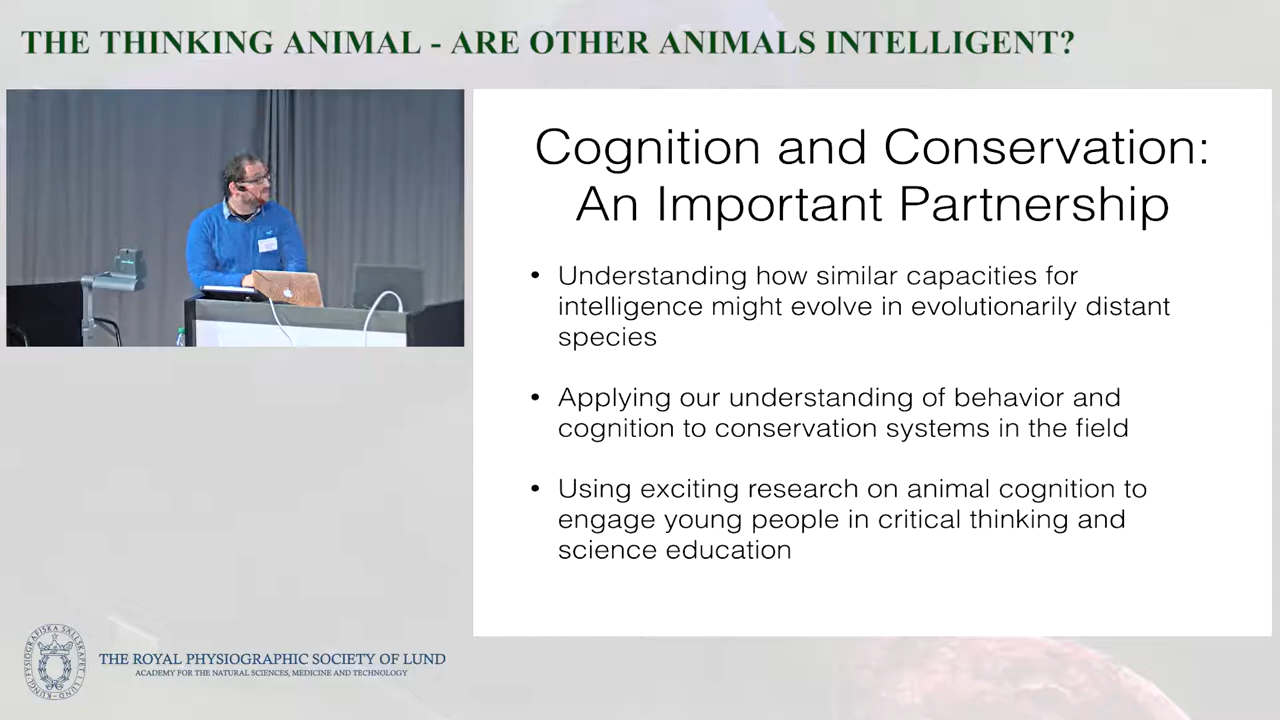 THE THINKING ANIMAL - ARE OTHER ANIMALS INTELLIGENT?
Cognition and Conservation:
An Important Partnership
• Understanding how similar capacities for
intelligence might evolve in evolutionarily distant
species
• Applying our understanding of behavior and
cognition to conservation systems in the field
• Using exciting research on animal cognition to
engage young people in critical thinking and
science education
THE ROYAL PHYSIOGRAPHIC SOCIETY OF LUND
ACADEMY FOR THE NATURAL SCIENCES, MEDICINE AND TECHNOLOGY